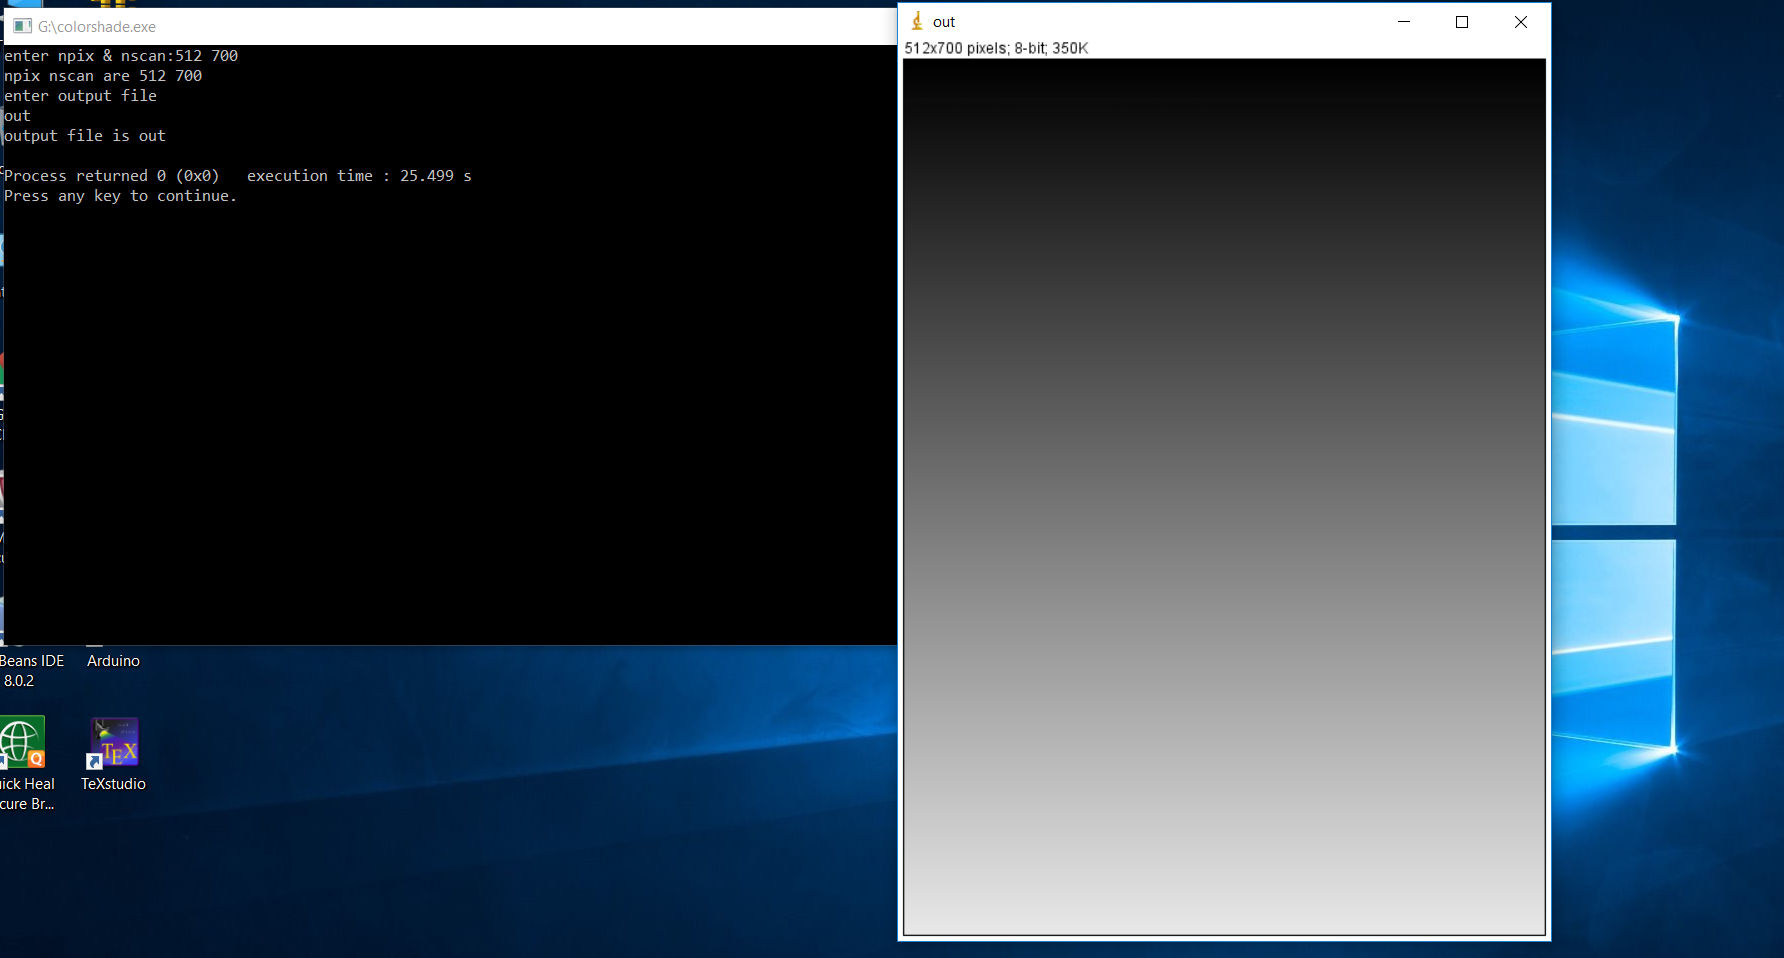 G:\colorshade.exe
enter npix & nscan:512 700
npix nscan are 512 700
enter output file
out
output file is out
Process returned 0 (0x0)   execution time : 25.499 s
Press any key to continue.
out
512x700 pixels; 8-bit; 350K
Beans IDE
8.0.2
Arduino
ick Heal
cure Br...
TEX
TeXstudio